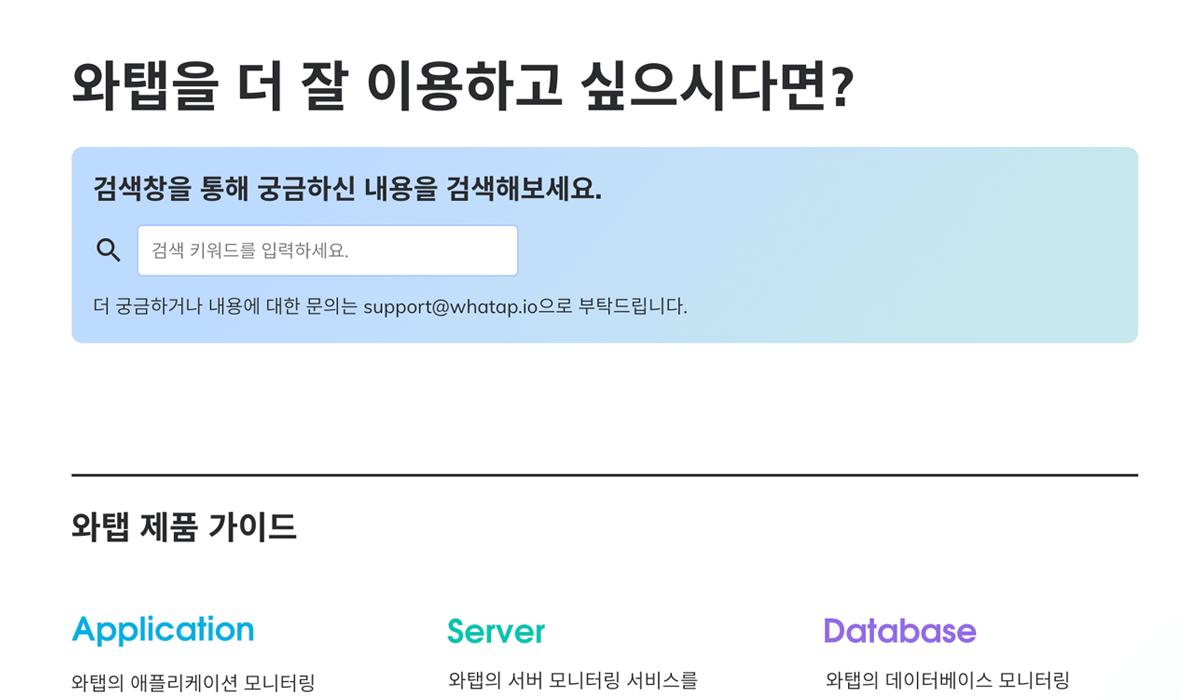 와탭을 더 잘 이용하고 싶으시다면?
검색창을 통해 궁금하신 내용을 검색해보세요.
검색 키워드를 입력하세요.
더 궁금하거나 내용에 대한 문의는 support@whatap.io으로 부탁드립니다.
와탭 제품 가이드
Application
와탭의 애플리케이션 모니터링
Server
와탭의 서버 모니터링 서비스를
Database
와탭의 데이터베이스 모니터링